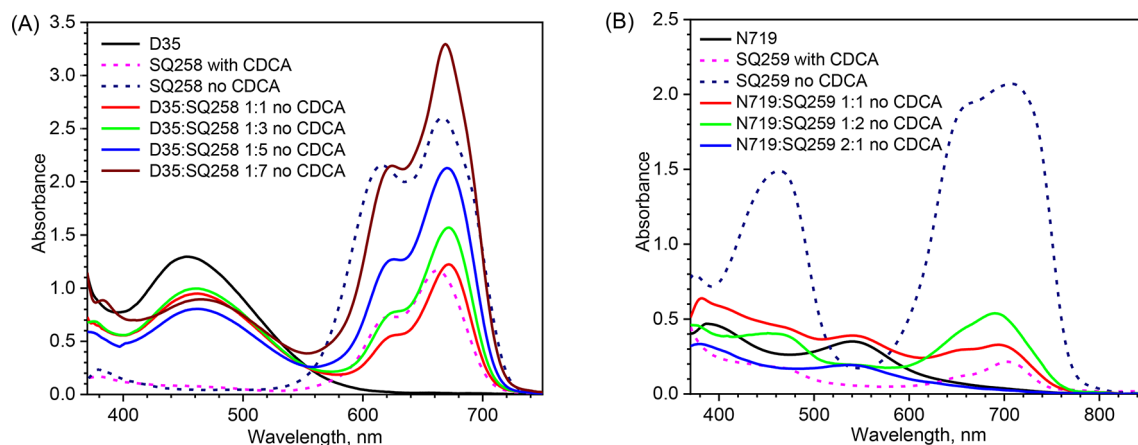 (A)
3.5
3.0
2.5
2.0
1.5
1.0
0.5
0.0
Absorbance
400
500
600
700
Wavelength, nm
D35
SQ258 with CDCA
SQ258 no CDCA
D35:SQ258 1:1 no CDCA
D35:SQ258 1:3 no CDCA
D35:SQ258 1:5 no CDCA
D35:SQ258 1:7 no CDCA
(B)
2.5
2.0
1.5
1.0
0.5
0.0
Absorbance
400
500
600
700
800
Wavelength, nm
N719
SQ259 with CDCA
SQ259 no CDCA
N719:SQ259 1:1 no CDCA
N719:SQ259 1:2 no CDCA
N719:SQ259 2:1 no CDCA